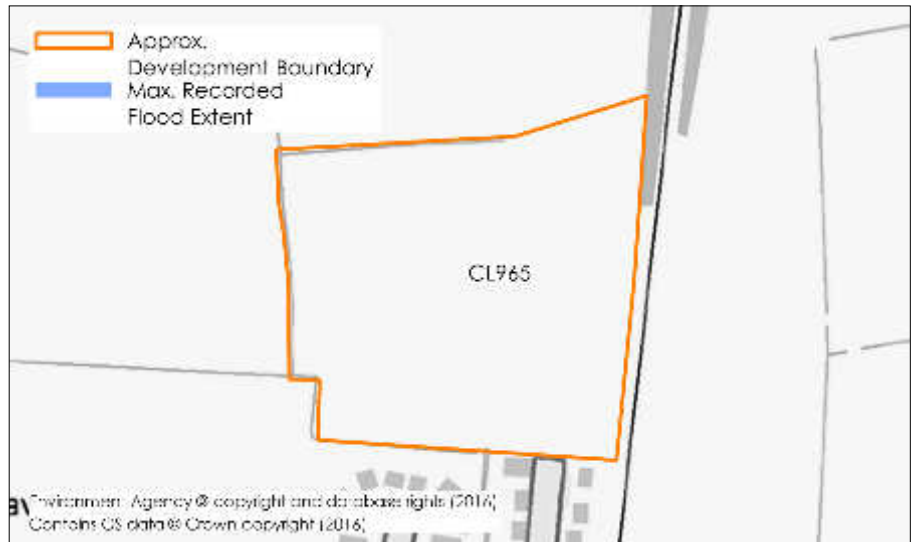 Approx.
Development Boundary
Max. Recorded
Flood Extent
CL965
Environment Agency © copyright and database rights (2016)
Contains OS data © Crown copyright (2016)